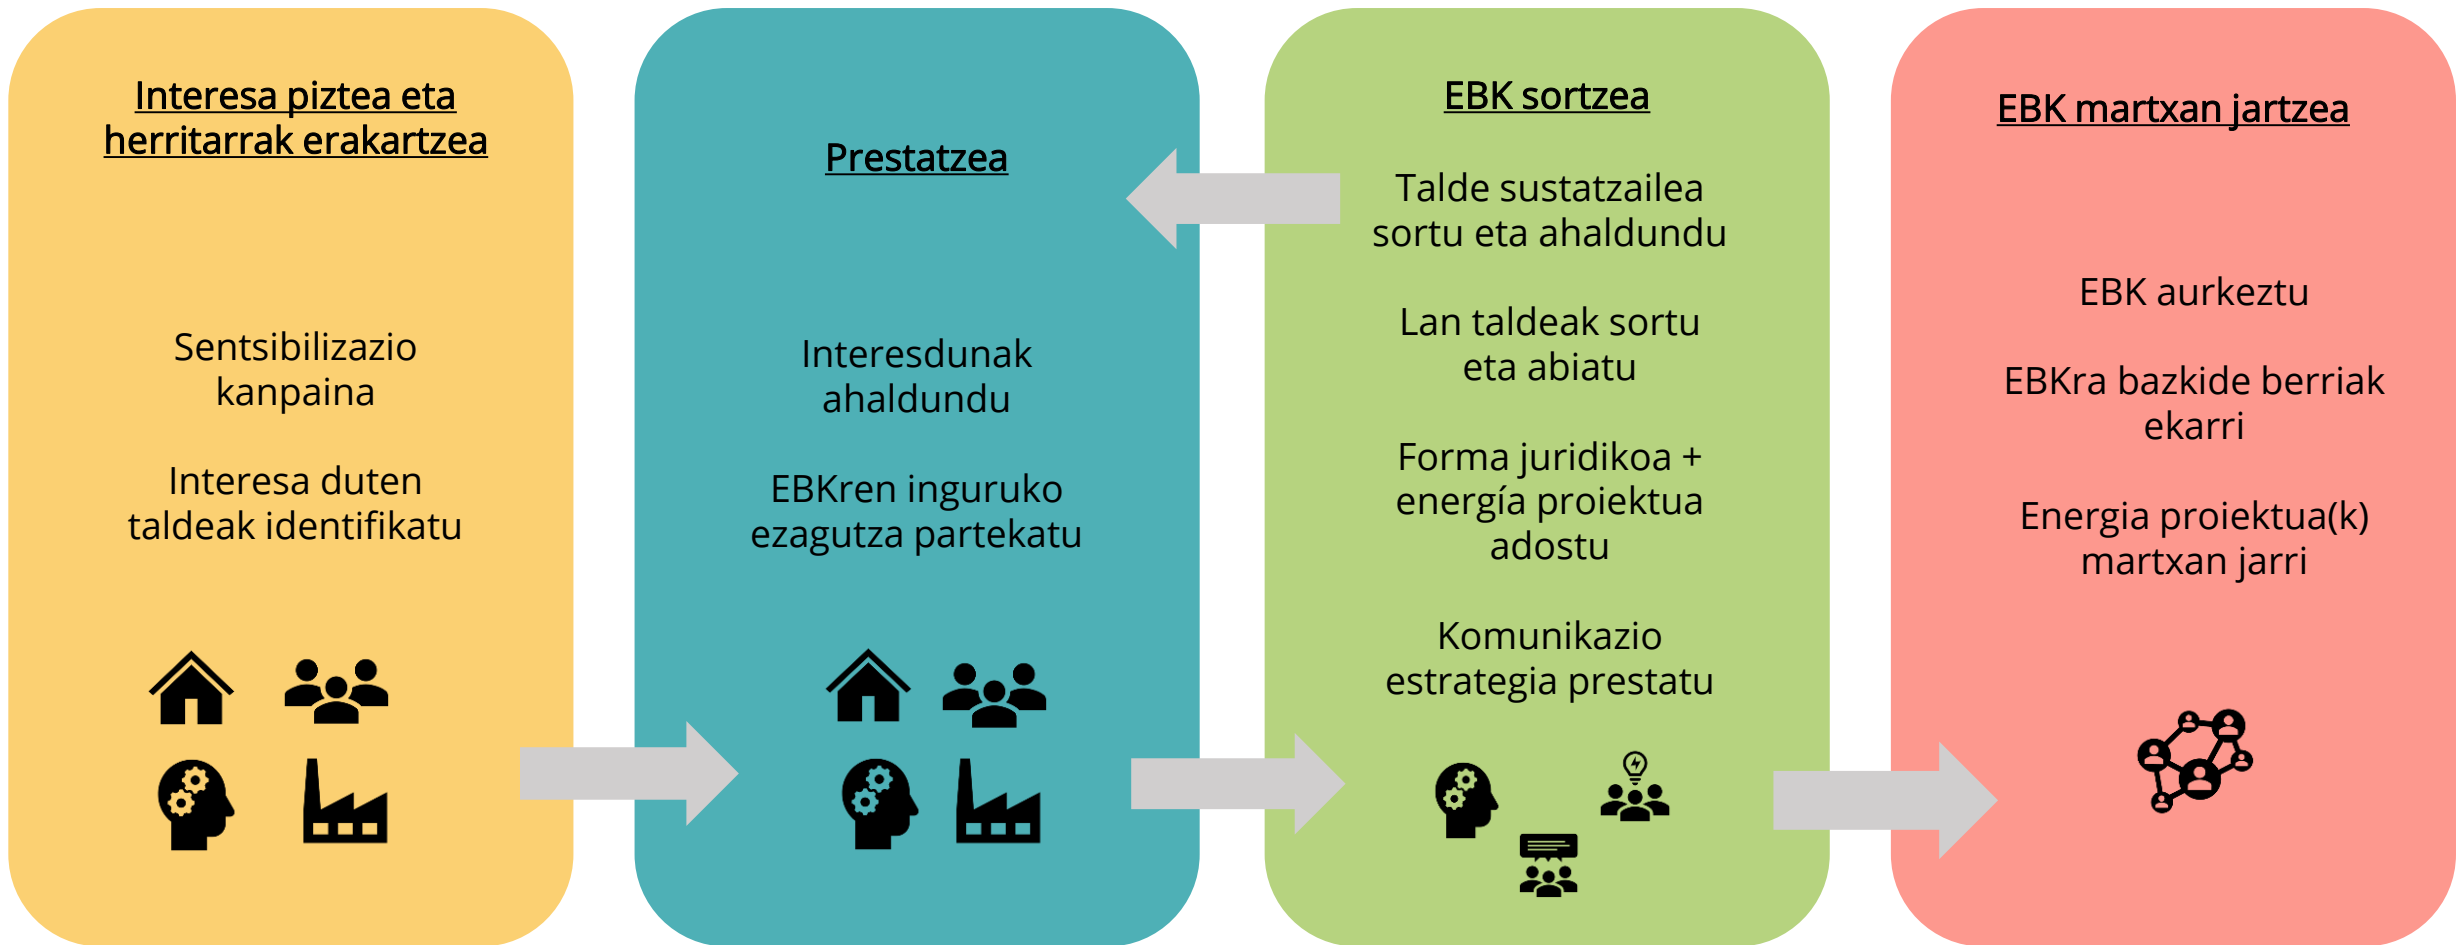 Interesa piztea eta
herritarrak erakartzea
Sentsibilizazio
kanpaina
Interesa duten
taldeak identifikatu
Prestatzea
Interesdunak
ahaldundu
EBKren inguruko
ezagutza partekatu
EBK sortzea
Talde sustatzailea
sortu eta ahaldundu
Lan taldeak sortu
eta abiatu
Forma juridikoa +
energía proiektua
adostu
Komunikazio
estrategia prestatu
EBK martxan jartzea
EBK aurkeztu
EBKra bazkide berriak
ekarri
Energia proiektua(k)
martxan jarri